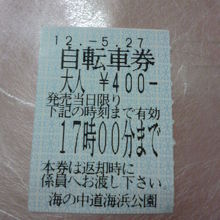 12.-5.27
自転車券
大人 ¥400-
発売当日限り
下記の時刻まで有効
17時00分まで
本券は返却時に
係員へお渡し下さい
海の中道海浜公園